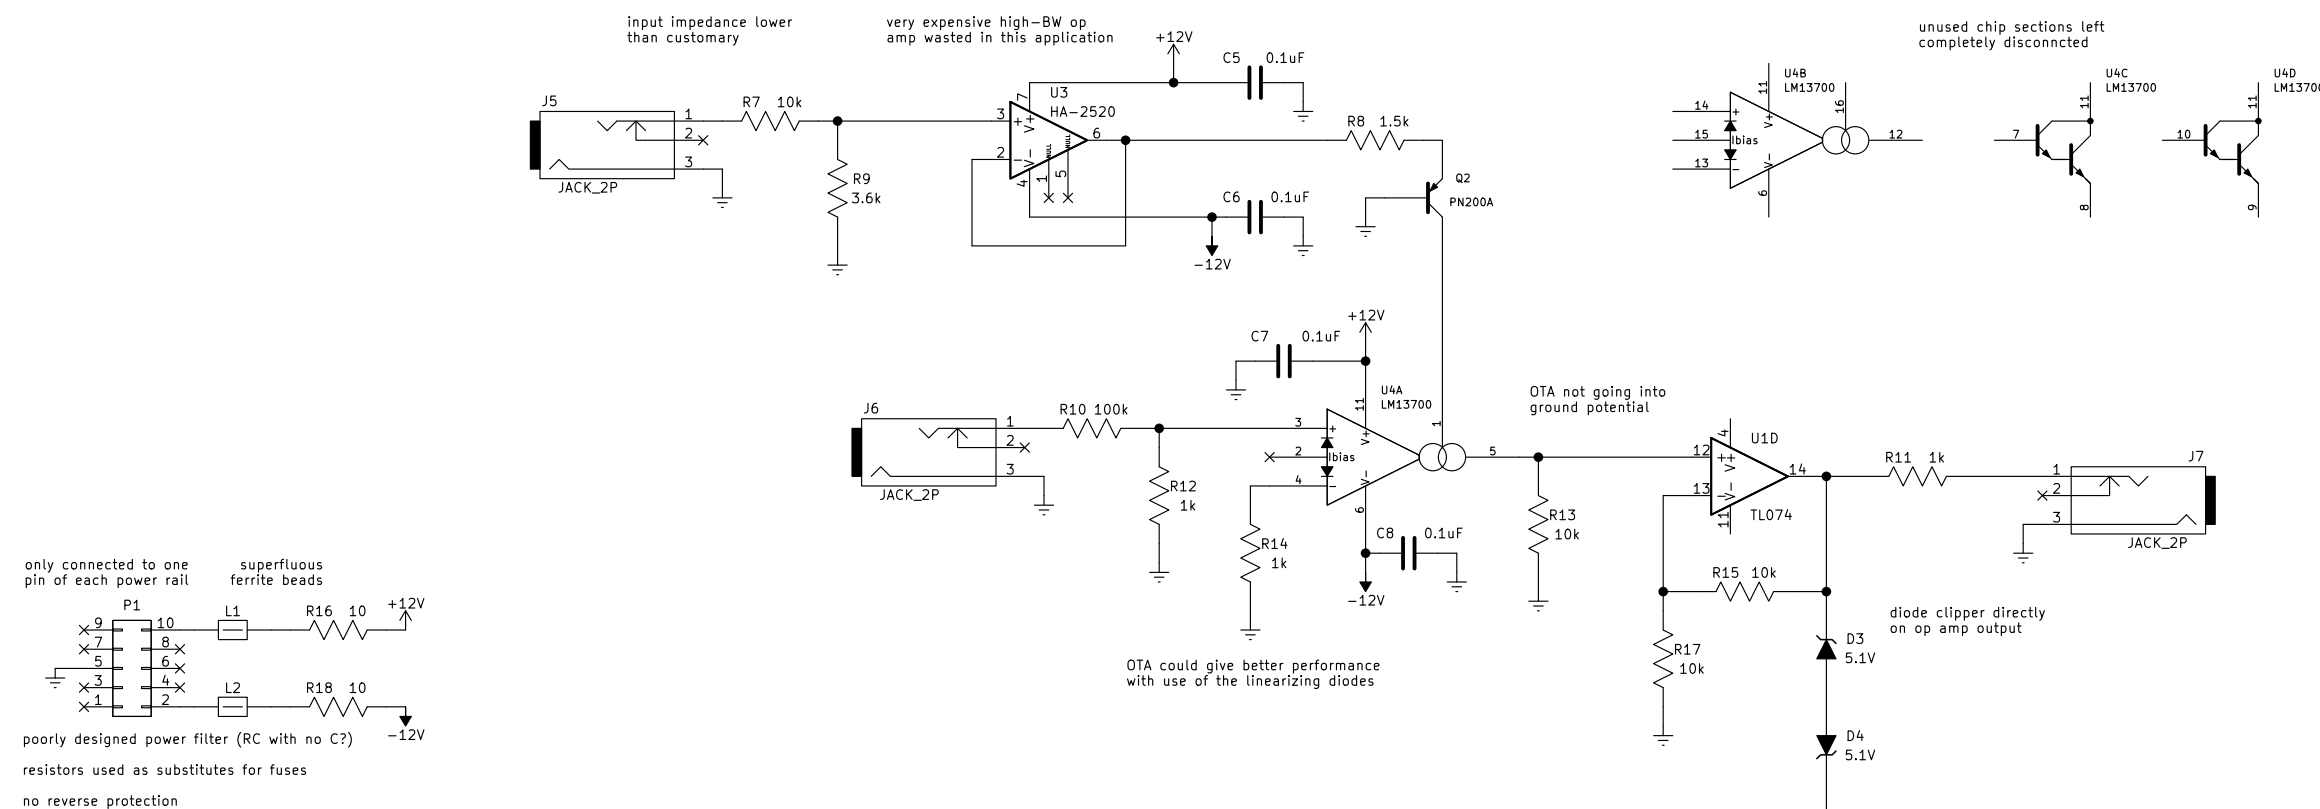 input impedance lower
than customary
very expensive high-BW op
amp wasted in this application
unused chip sections left
completely disconncted
+12V
C5 0.1uF
J5
1
2
3
JACK_2P
R7 10k
R9
3.6k
U3
HA-2520
3
2
7
4
6
1
5
+
-
V+
V-
NULL
NULL
C6 0.1uF
-12V
R8 1.5k
Q2
PN200A
U4B
LM13700
14
15
13
11
6
16
12
+
-
Ibias
V+
V-
U4C
LM13700
7
11
8
U4D
LM1370
10
11
9
+12V
C7 0.1uF
J6
1
2
3
JACK_2P
R10 100k
R12
1k
R14
1k
U4A
LM13700
3
2
4
11
6
1
5
+
-
Ibias
V+
V-
C8 0.1uF
-12V
OTA not going into
ground potential
R13
10k
U1D
TL074
12
13
4
11
14
+
-
V+
V-
R11 1k
J7
1
2
3
JACK_2P
R15 10k
R17
10k
diode clipper directly
on op amp output
D3
5.1V
D4
5.1V
OTA could give better performance
with use of the linearizing diodes
only connected to one
pin of each power rail
superfluous
ferrite beads
P1
9 10
7 8
5 6
3 4
1 2
L1
R16 10
+12V
L2
R18 10
-12V
poorly designed power filter (RC with no C?)
resistors used as substitutes for fuses
no reverse protection